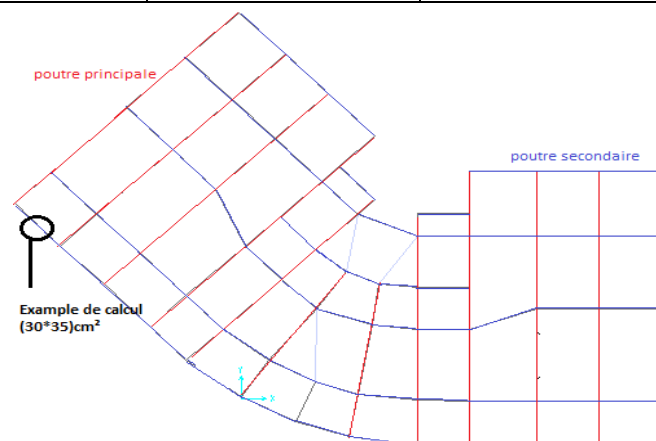 poutre principale
poutre secondaire
Example de calcul
(30*35)cm²
Y
X